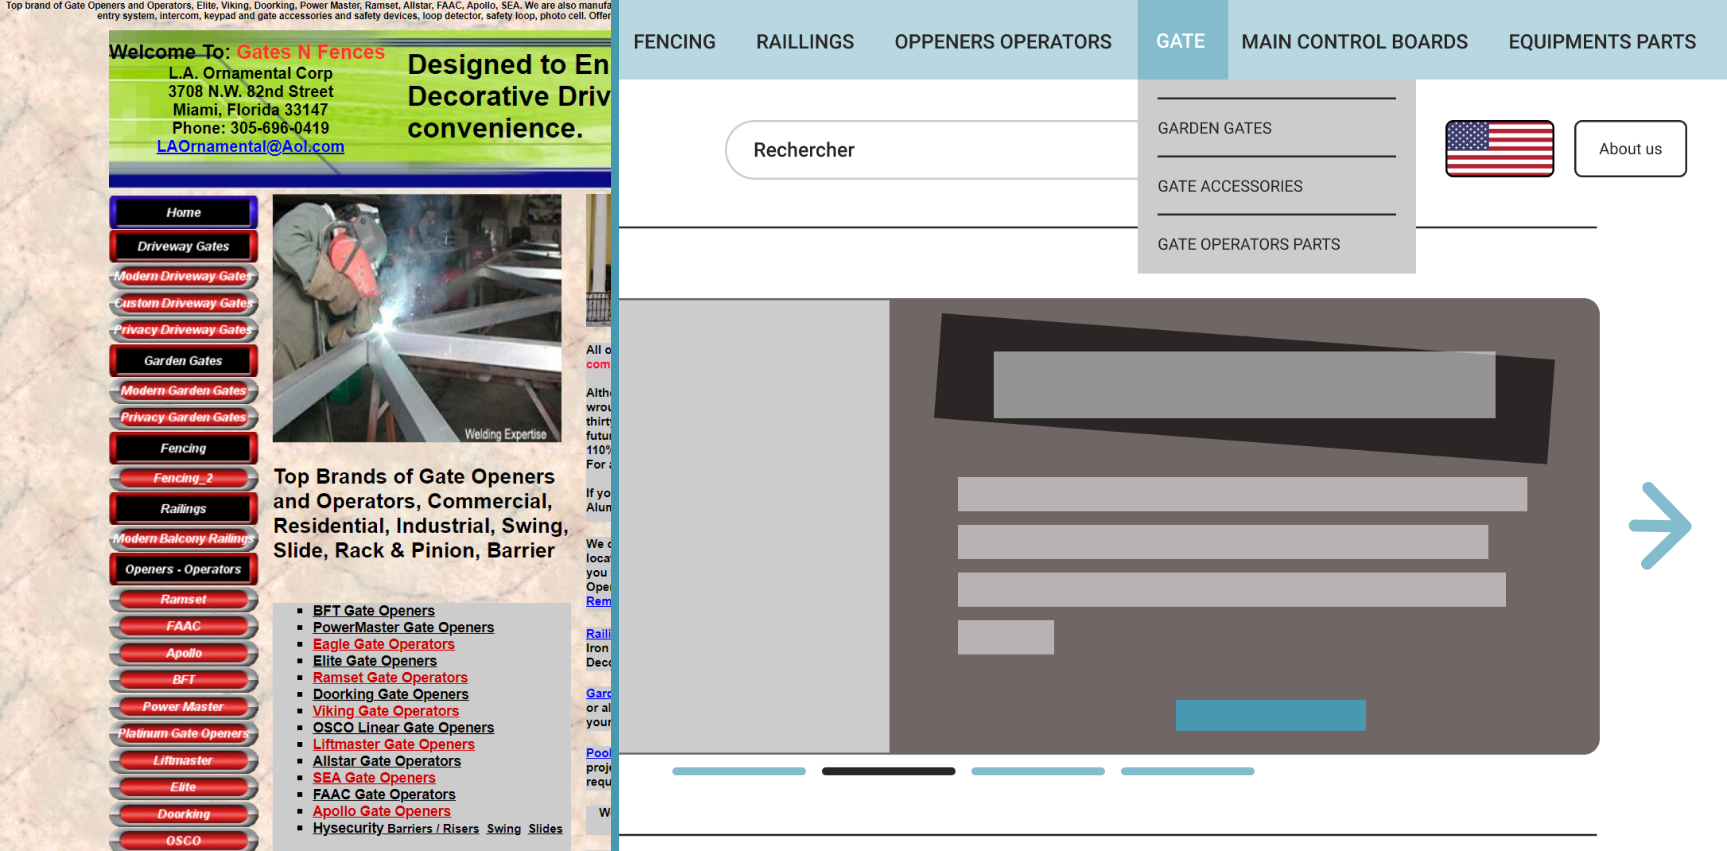 Top brand of Gate Openers and Operators, Elite, Viking, Doorking, Power Master, Ramset, Allstar, FAAC, Apollo, SEA. We are also manufa
entry system, intercom, keypad and gate accessories and safety devices, loop detector, safety loop, photo cell. Offer
Welcome To: Gates N Fences
L.A. Ornamental Corp
3708 N.W. 82nd Street
Miami, Florida 33147
Phone: 305-696-0419
LAOrnamental@Aol.com
Designed to En
Decorative Driv
convenience.
Home
Driveway Gates
Modern Driveway Gates
Custom Driveway Gates
Privacy Driveway Gates
Garden Gates
Modern Garden Gates
Privacy Garden Gates
Fencing
Fencing_2
Railings
Modern Balcony Railings
Openers - Operators
Ramset
FAAC
Apollo
BFT
Power Master
Platinum Gate Openers
Liftmaster
Elite
Doorking
OSCO
Welding Expertise
Top Brands of Gate Openers
and Operators, Commercial,
Residential, Industrial, Swing,
Slide, Rack & Pinion, Barrier
BFT Gate Openers
PowerMaster Gate Openers
Eagle Gate Operators
Elite Gate Openers
Ramset Gate Operators
Doorking Gate Openers
Viking Gate Operators
OSCO Linear Gate Openers
Liftmaster Gate Openers
Allstar Gate Operators
SEA Gate Openers
FAAC Gate Operators
Apollo Gate Openers
Hysecurity Barriers / Risers Swing Slides
All o
com
Alth
wrou
thirt
futur
110%
For a
If yo
Alum
We
loca
you
Oper
Rem
Raili
Iron
Deco
Gard
or al
your
Pool
proje
requ
We
FENCING
RAILLINGS
OPPENERS OPERATORS
GATE
MAIN CONTROL BOARDS
EQUIPMENTS PARTS
GARDEN GATES
GATE ACCESSORIES
GATE OPERATORS PARTS
Rechercher
About us